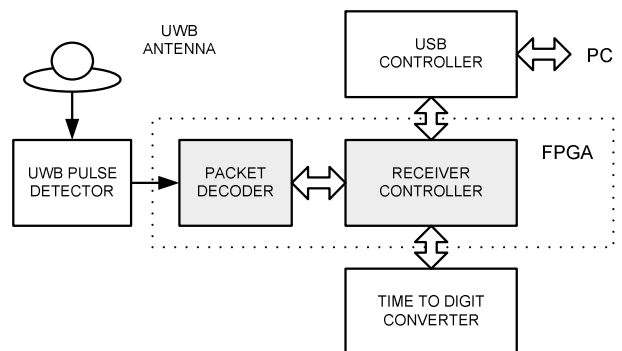 UWB
ANTENNA
USB
CONTROLLER
PC
FPGA
UWB PULSE
DETECTOR
PACKET
DECODER
RECEIVER
CONTROLLER
TIME TO DIGIT
CONVERTER